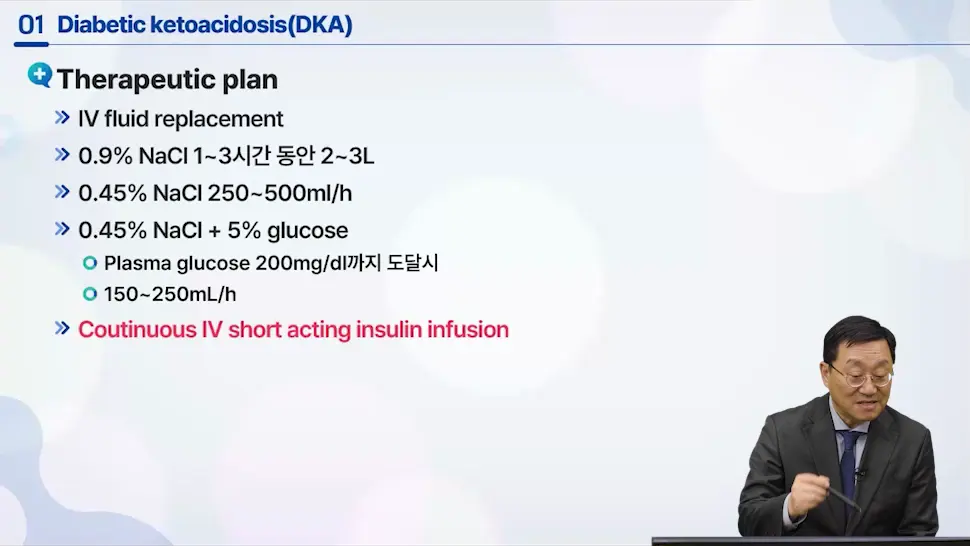 01 Diabetic ketoacidosis(DKA)
Therapeutic plan
IV fluid replacement
0.9% NaCl 1~3시간 동안 2~3L
0.45% NaCl 250~500ml/h
0.45% NaCl + 5% glucose
Plasma glucose 200mg/dl까지 도달시
150~250mL/h
Coutinuous IV short acting insulin infusion